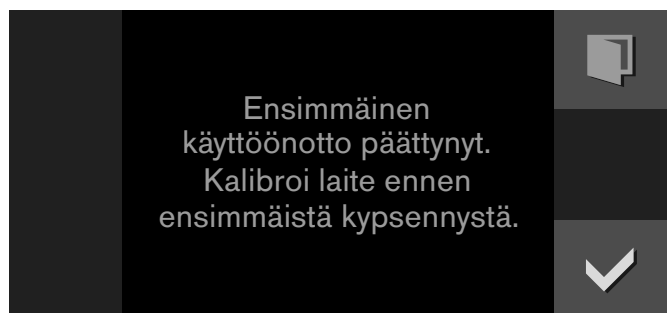 Ensimmäinen
käyttöönotto päättynyt.
Kalibroi laite ennen
ensimmäistä kypsennystä.